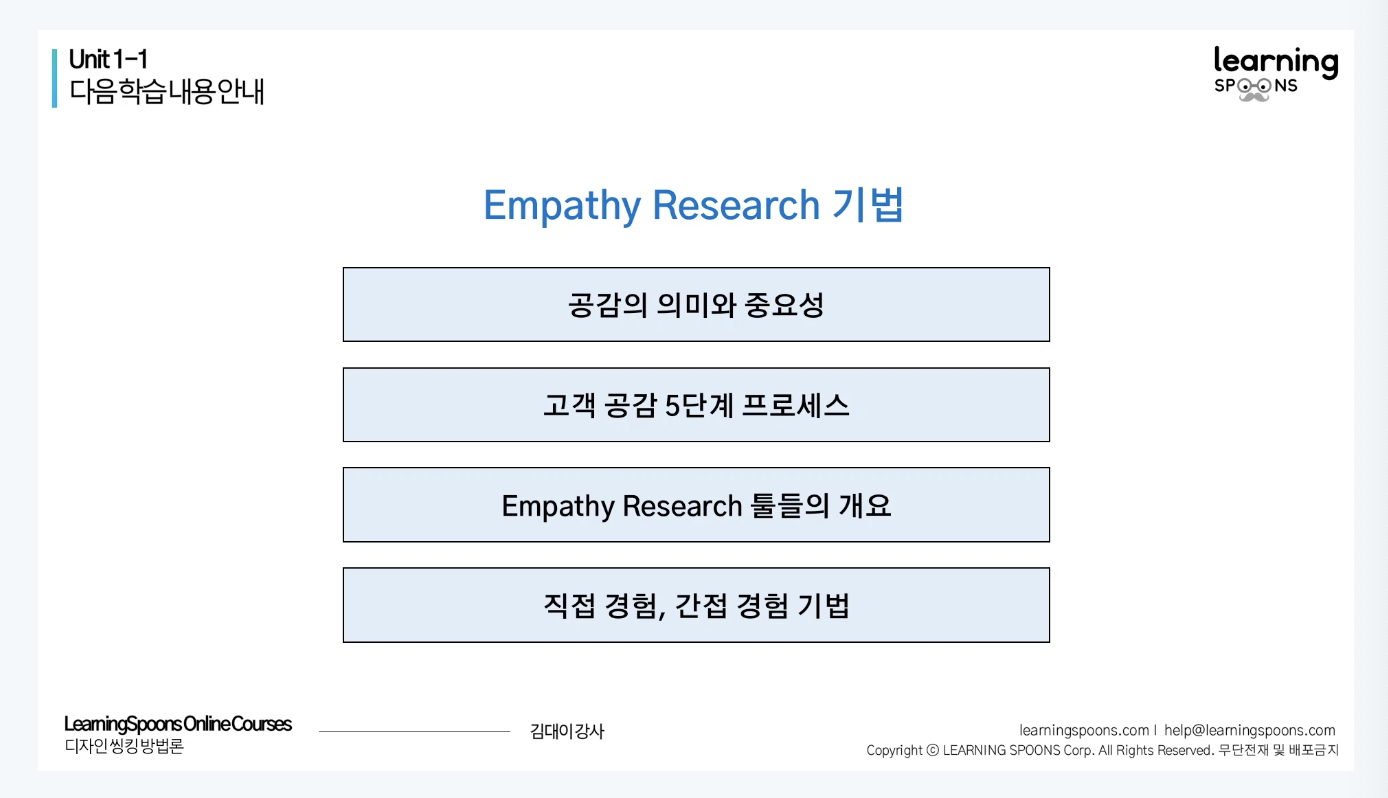 Unit 1-1
다음 학습 내용 안내
learning
SPOONS
Empathy Research 기법
공감의 의미와 중요성
고객 공감 5단계 프로세스
Empathy Research 툴들의 개요
직접 경험, 간접 경험 기법
LearningSpoons Online Courses
디자인 씽킹 방법론
김대이 강사
learningspoons.com l help@learningspoons.com
Copyright ⓒ LEARNING SPOONS Corp. All Rights Reserved. 무단전재 및 배포금지